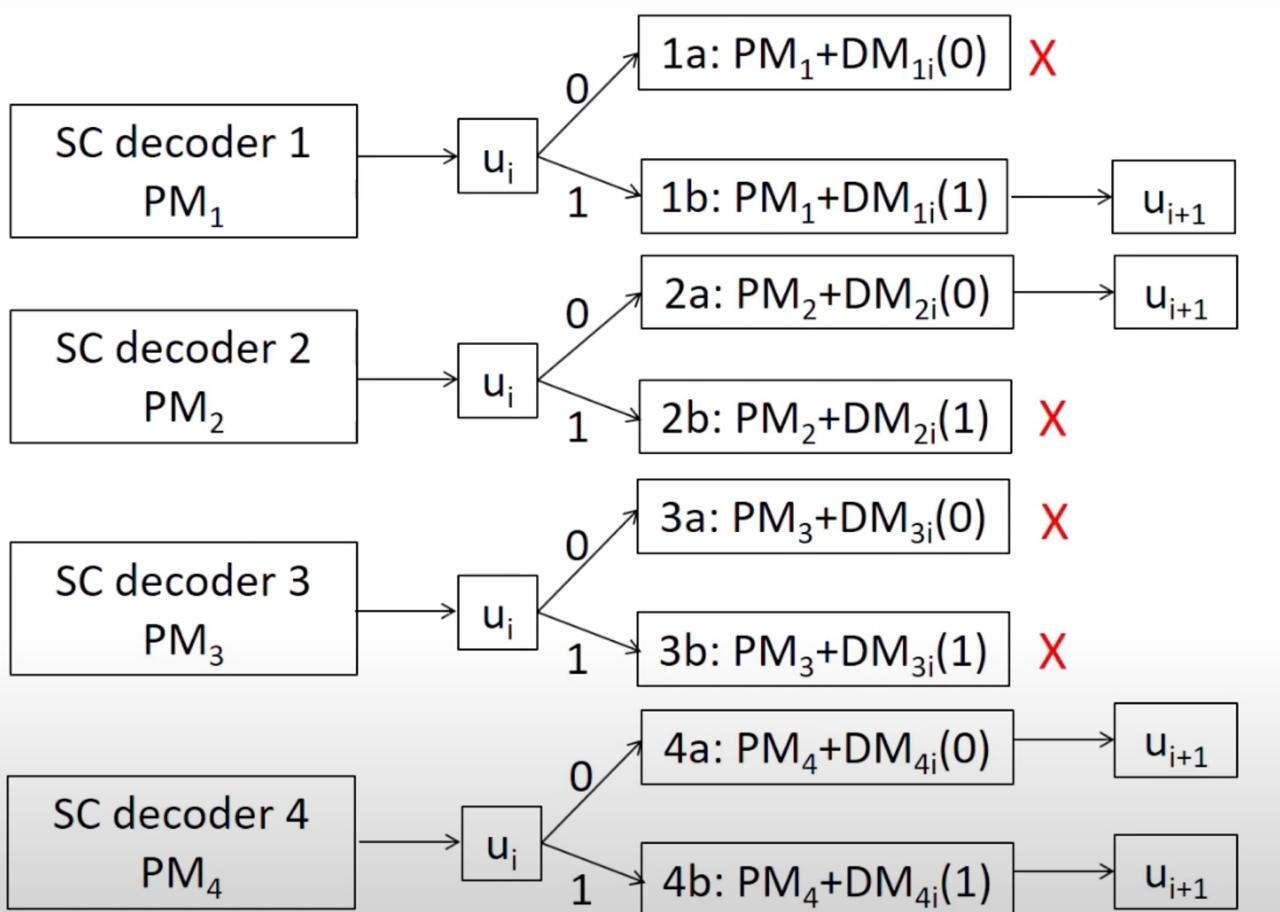 SC decoder 1
PM₁
uᵢ
0
1
1a: PM₁+DM₁ᵢ(0)
X
1b: PM₁+DM₁ᵢ(1)
uᵢ₊₁
SC decoder 2
PM₂
uᵢ
0
1
2a: PM₂+DM₂ᵢ(0)
uᵢ₊₁
2b: PM₂+DM₂ᵢ(1)
X
SC decoder 3
PM₃
uᵢ
0
1
3a: PM₃+DM₃ᵢ(0)
X
3b: PM₃+DM₃ᵢ(1)
X
SC decoder 4
PM₄
uᵢ
0
1
4a: PM₄+DM₄ᵢ(0)
uᵢ₊₁
4b: PM₄+DM₄ᵢ(1)
uᵢ₊₁